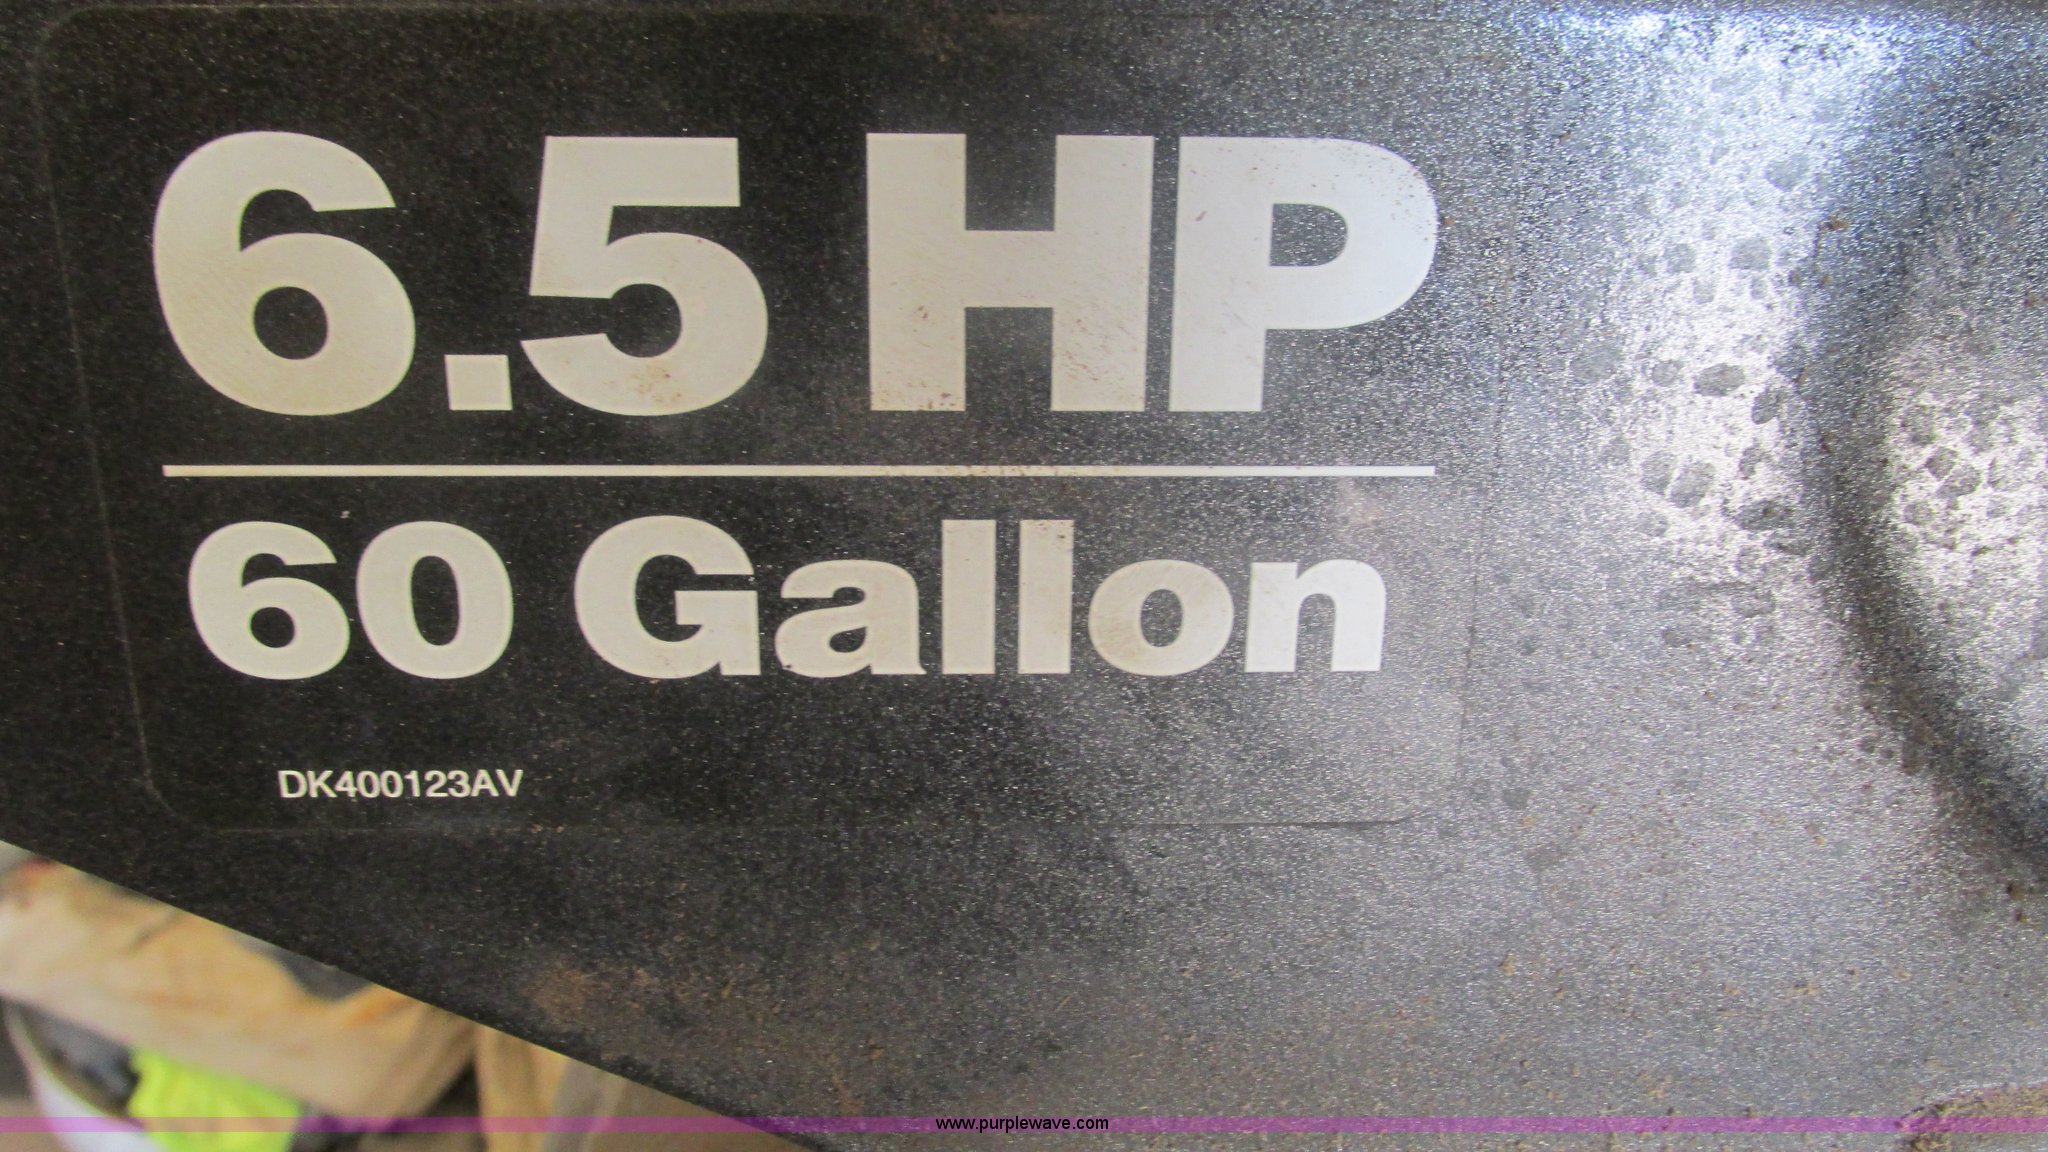 6.5 HP
60 Gallon
DK400123AV
www.purplewave.com